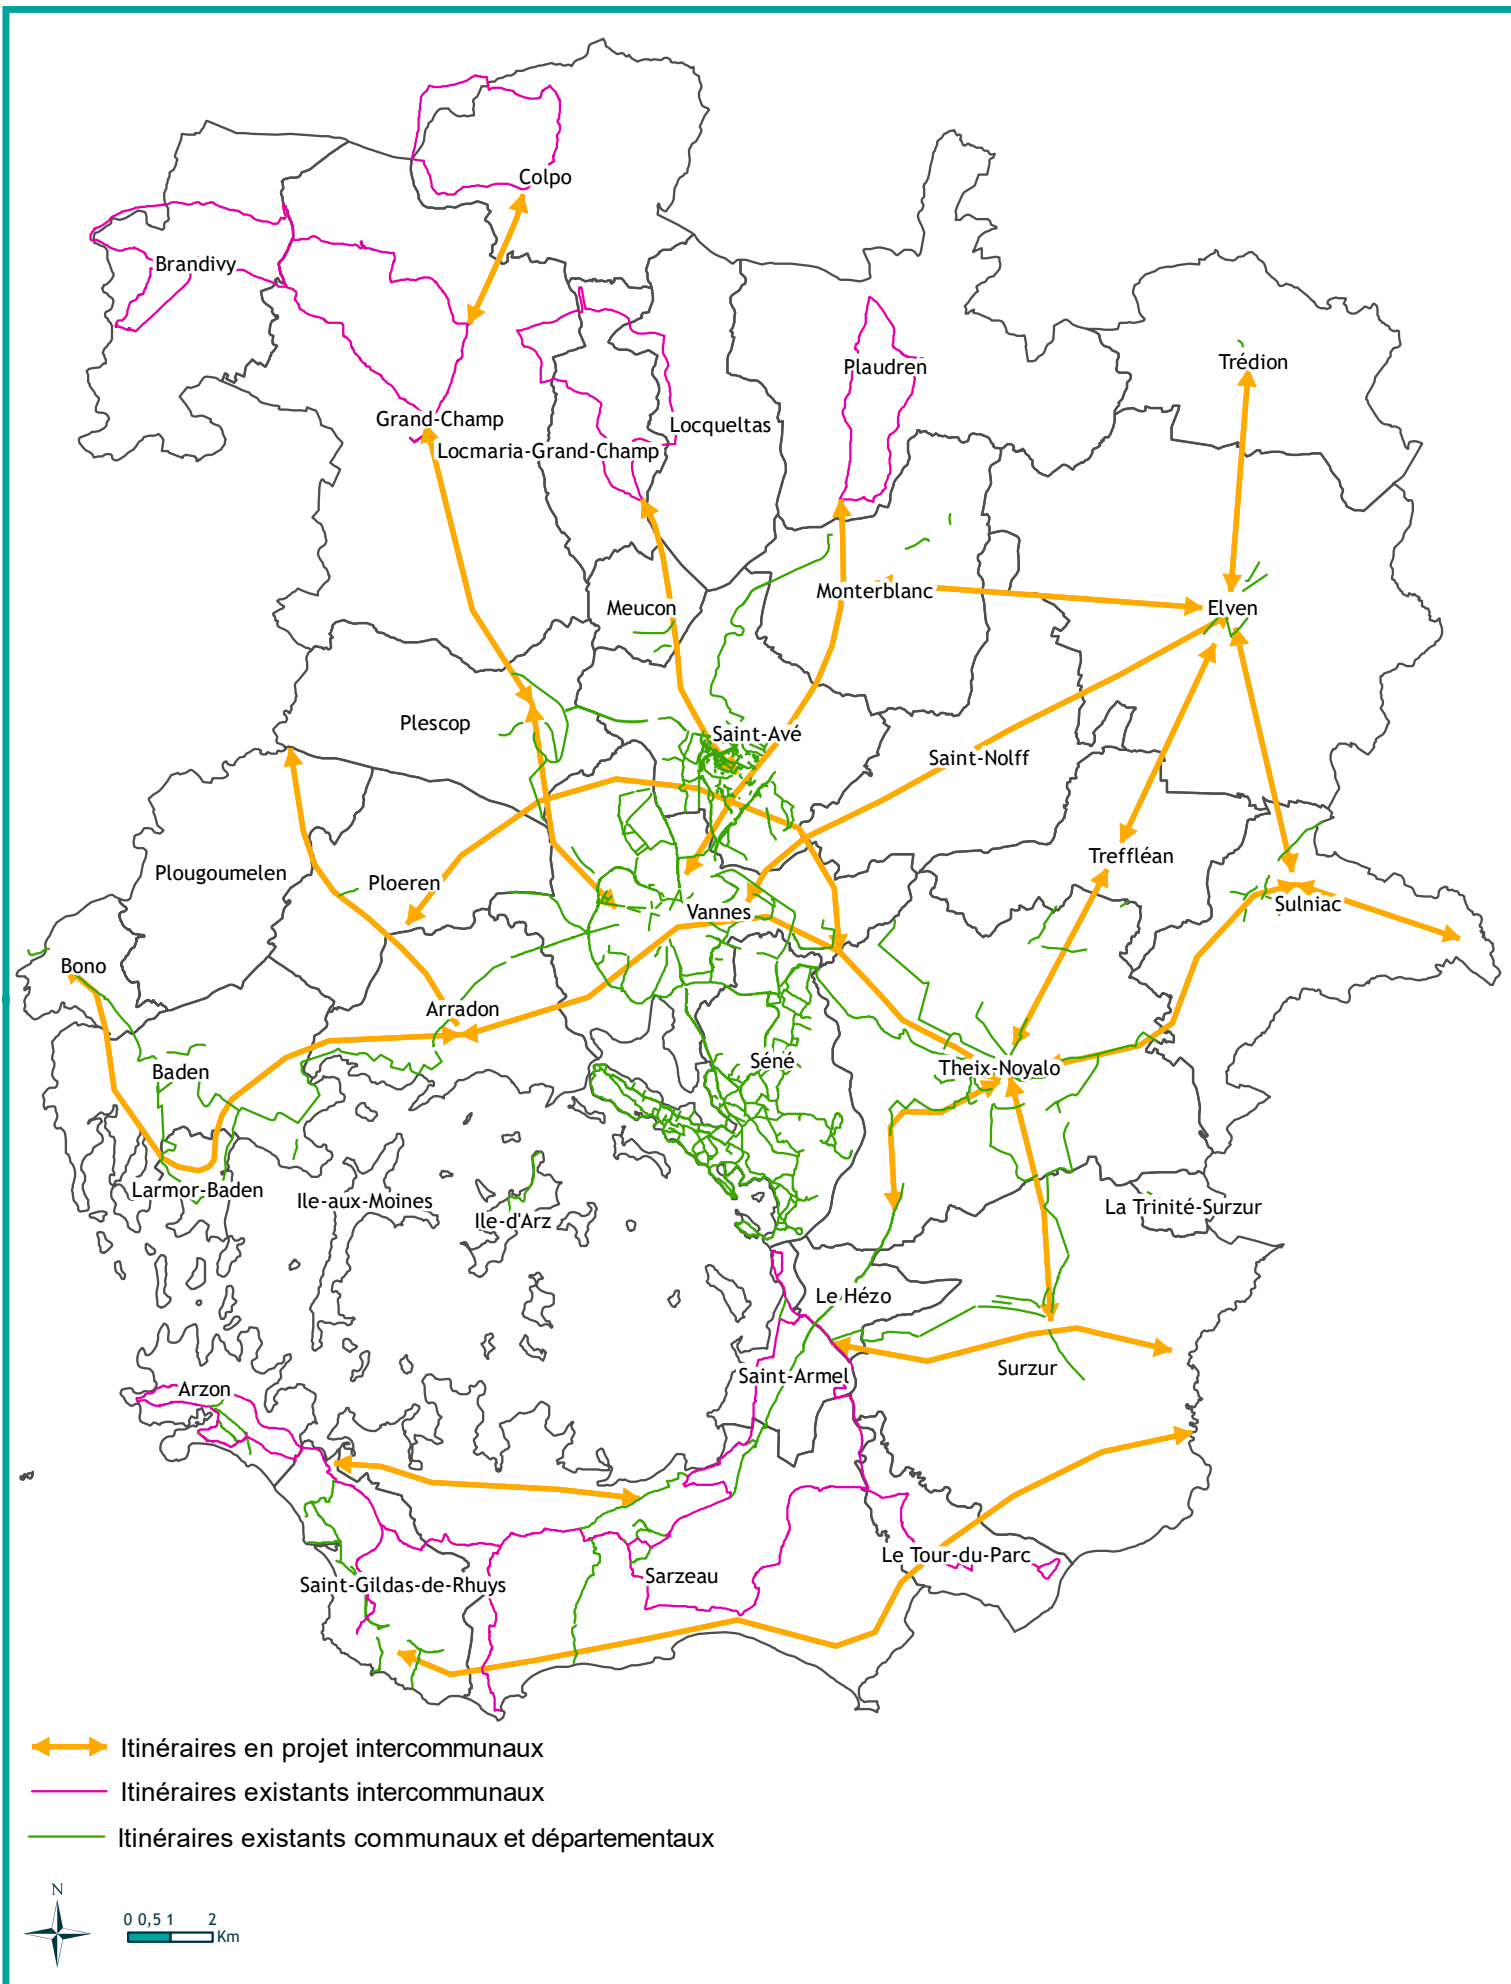 Colpo
Brandivy
Plaudren
Trédion
Grand-Champ
Locqueltas
Locmaria-Grand-Champ
Monterblanc
Meucon
Elven
Plescop
Saint-Avé
Saint-Nolff
Treffléan
Plougoumelen
Ploeren
Vannes
Sulniac
Bono
Arradon
Séné
Theix-Noyalo
Baden
Larmor-Baden
Ile-aux-Moines
Ile-d'Arz
La Trinité-Surzur
Le Hézo
Surzur
Saint-Armel
Arzon
Le Tour-du-Parc
Sarzeau
Saint-Gildas-de-Rhuys
Itinéraires en projet intercommunaux
Itinéraires existants intercommunaux
Itinéraires existants communaux et départementaux
N
0 0,5 1 2
Km